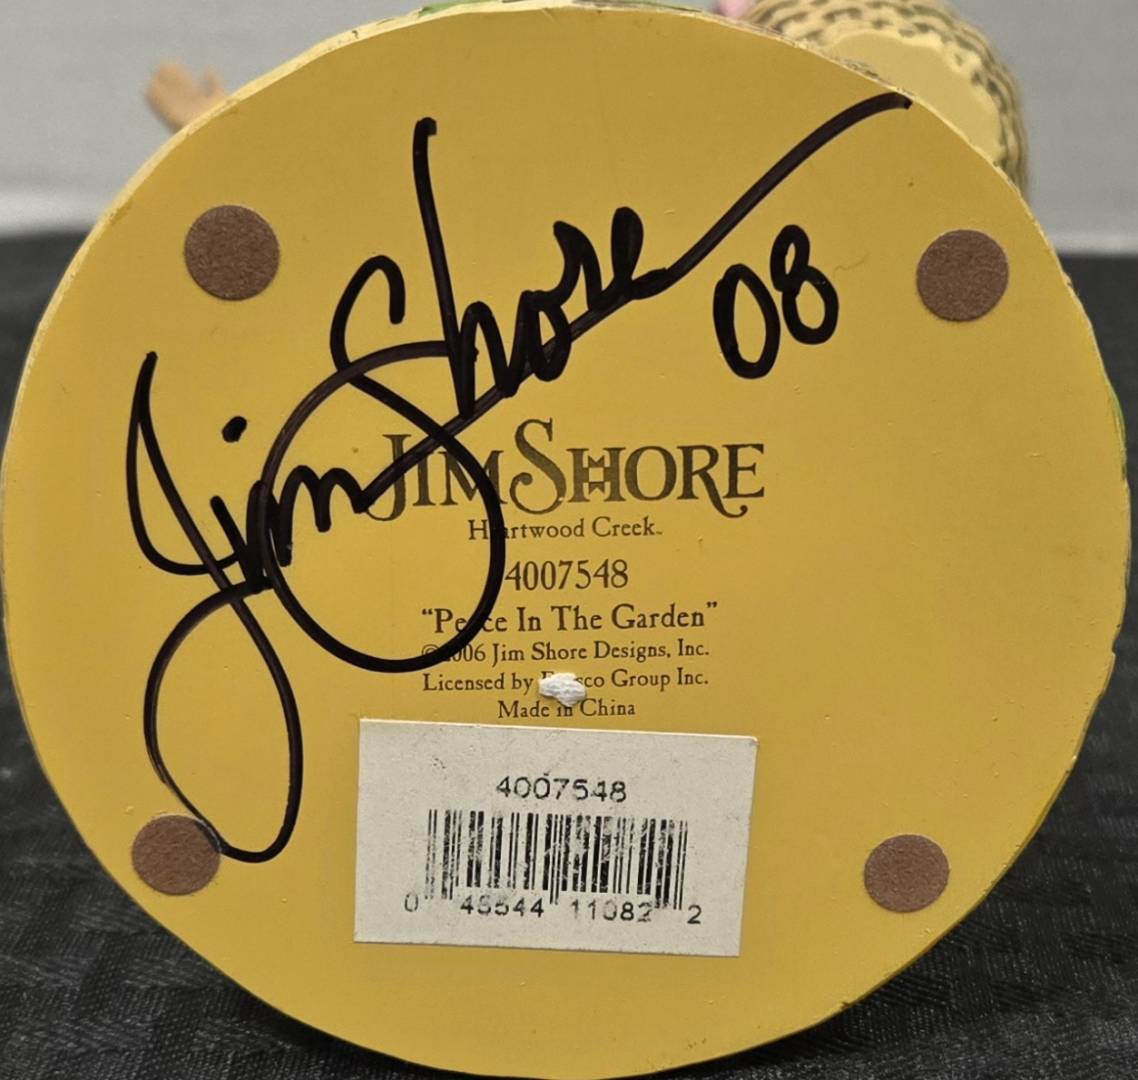 Jim Shore 08
JIM SHORE
Heartwood Creek™
4007548
"Peace In The Garden"
©2006 Jim Shore Designs, Inc.
Licensed by Enesco Group Inc.
Made in China
4007548
0 45544 11082 2